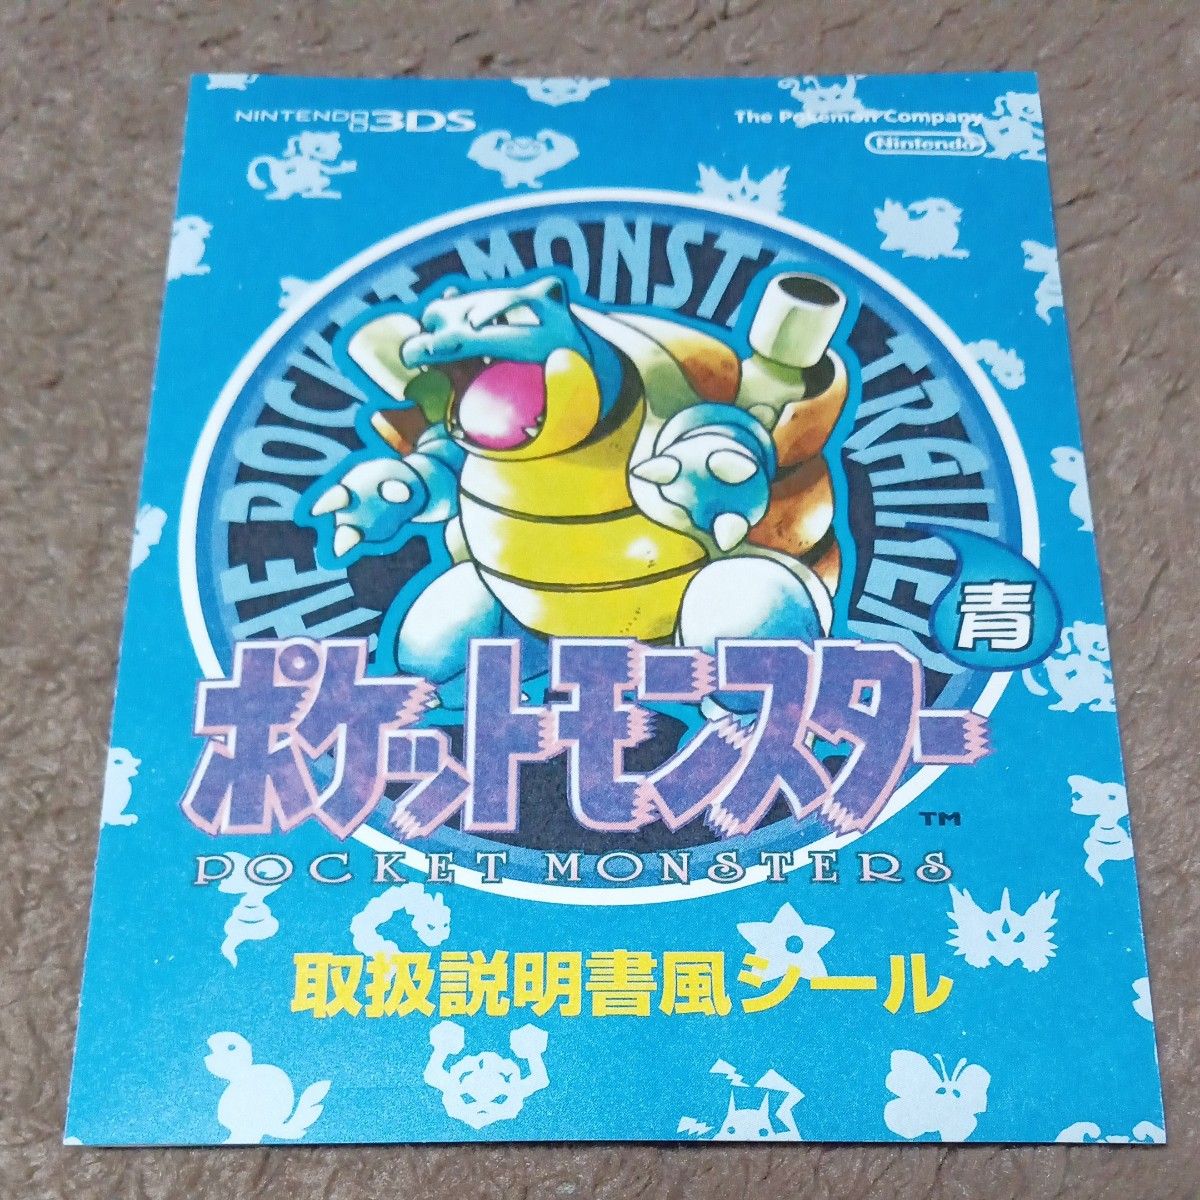 NINTENDO 3DS
The Pokémon Company
Nintendo
THE POCKET MONSTER TRAINER
青
ポケットモンスター
TM
POCKET MONSTERS
取扱説明書風シール